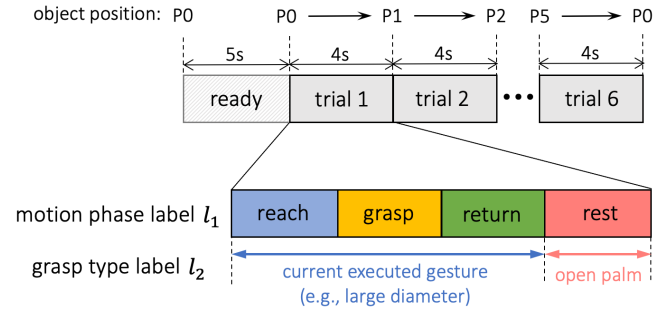 object position: P0 P0 P1 P2 P5 P0
5s 4s 4s 4s
ready trial 1 trial 2 ••• trial 6
motion phase label l₁ reach grasp return rest
grasp type label l₂ current executed gesture open palm
(e.g., large diameter)